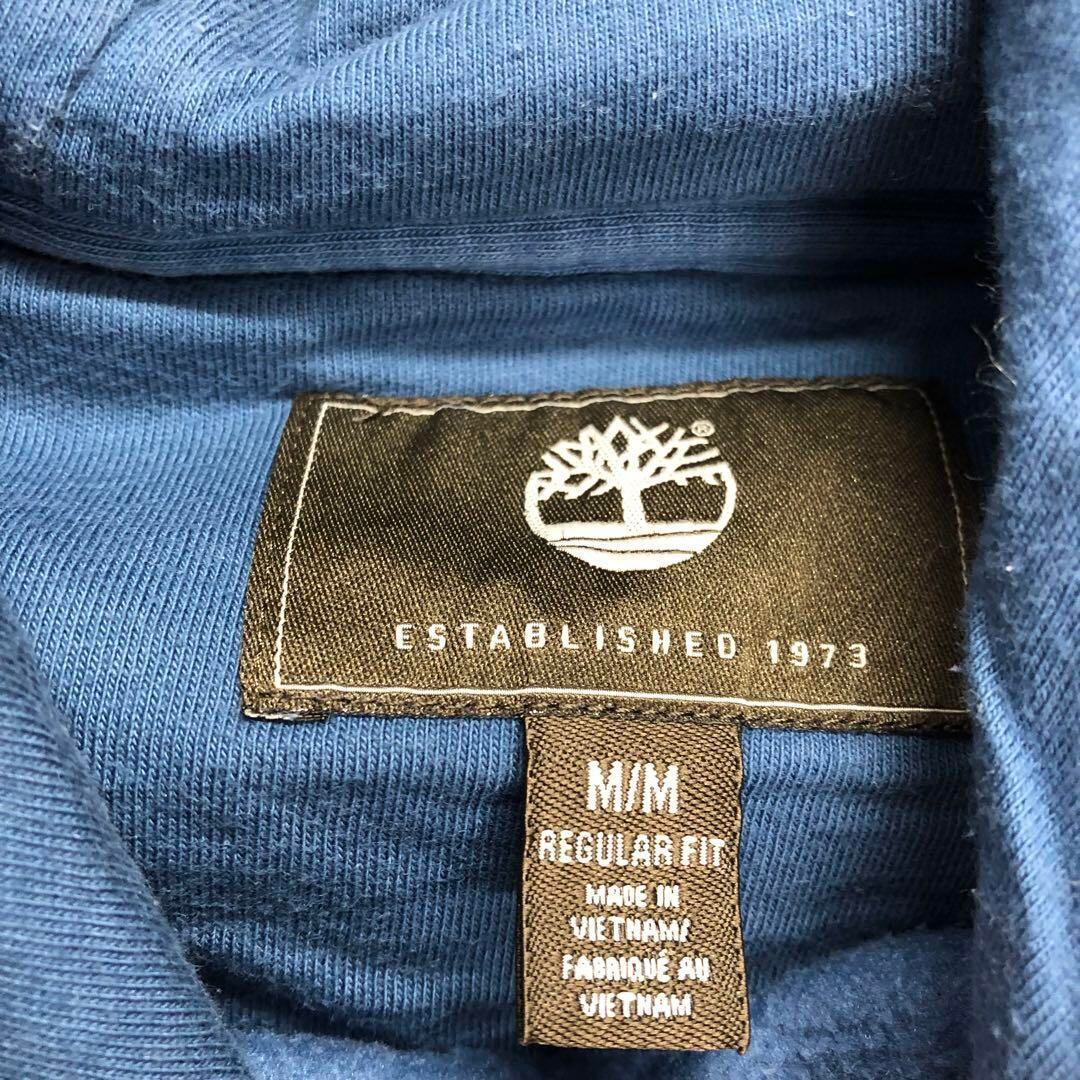 ®
ESTABLISHED 1973
M/M
REGULAR FIT
MADE IN
VIETNAM/
FABRIQUÉ AU
VIETNAM